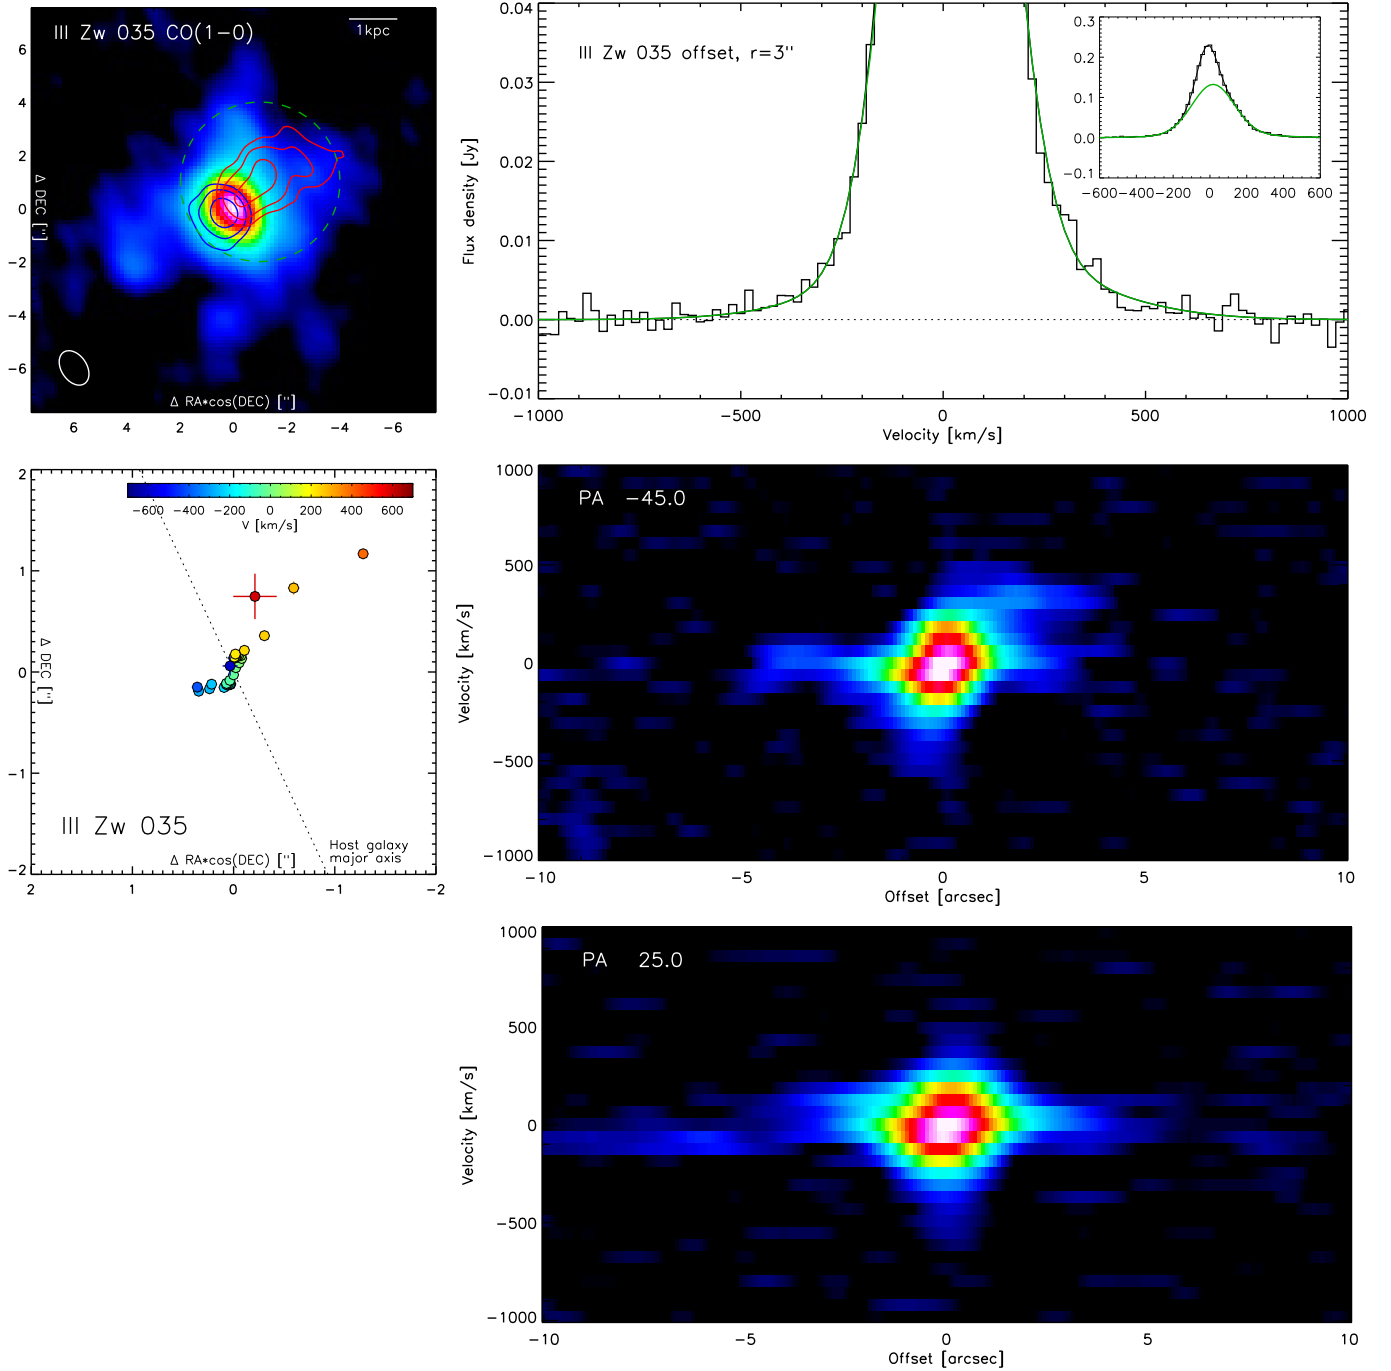 III Zw 035 CO(1-0)
1kpc
6
4
2
0
-2
-4
-6
Δ DEC ["]
Δ RA*cos(DEC) ["]
6 4 2 0 -2 -4 -6
III Zw 035 offset, r=3"
0.04
0.03
0.02
0.01
0.00
-0.01
Flux density [Jy]
-1000 -500 0 500 1000
Velocity [km/s]
0.3
0.2
0.1
0.0
-0.1
-600 -400 -200 0 200 400 600
2
1
0
-1
-2
-600 -400 -200 0 200 400 600
V [km/s]
Δ DEC ["]
III Zw 035
Host galaxy
major axis
Δ RA*cos(DEC) ["]
2 1 0 -1 -2
PA -45.0
1000
500
0
-500
-1000
Velocity [km/s]
-10 -5 0 5 10
Offset [arcsec]
PA 25.0
1000
500
0
-500
-1000
Velocity [km/s]
-10 -5 0 5 10
Offset [arcsec]